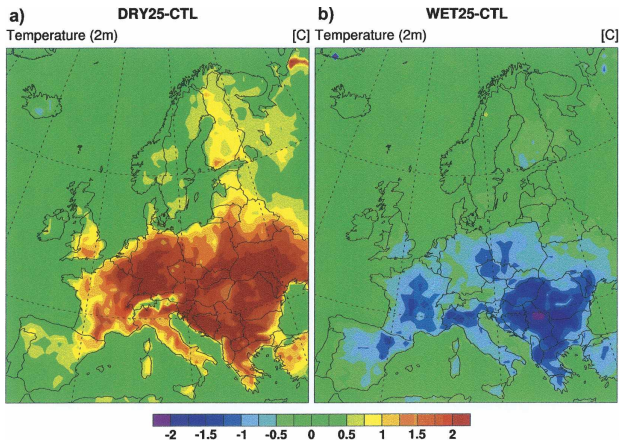 a) DRY25-CTL
Temperature (2m) [C]
b) WET25-CTL
Temperature (2m) [C]
-2 -1.5 -1 -0.5 0 0.5 1 1.5 2